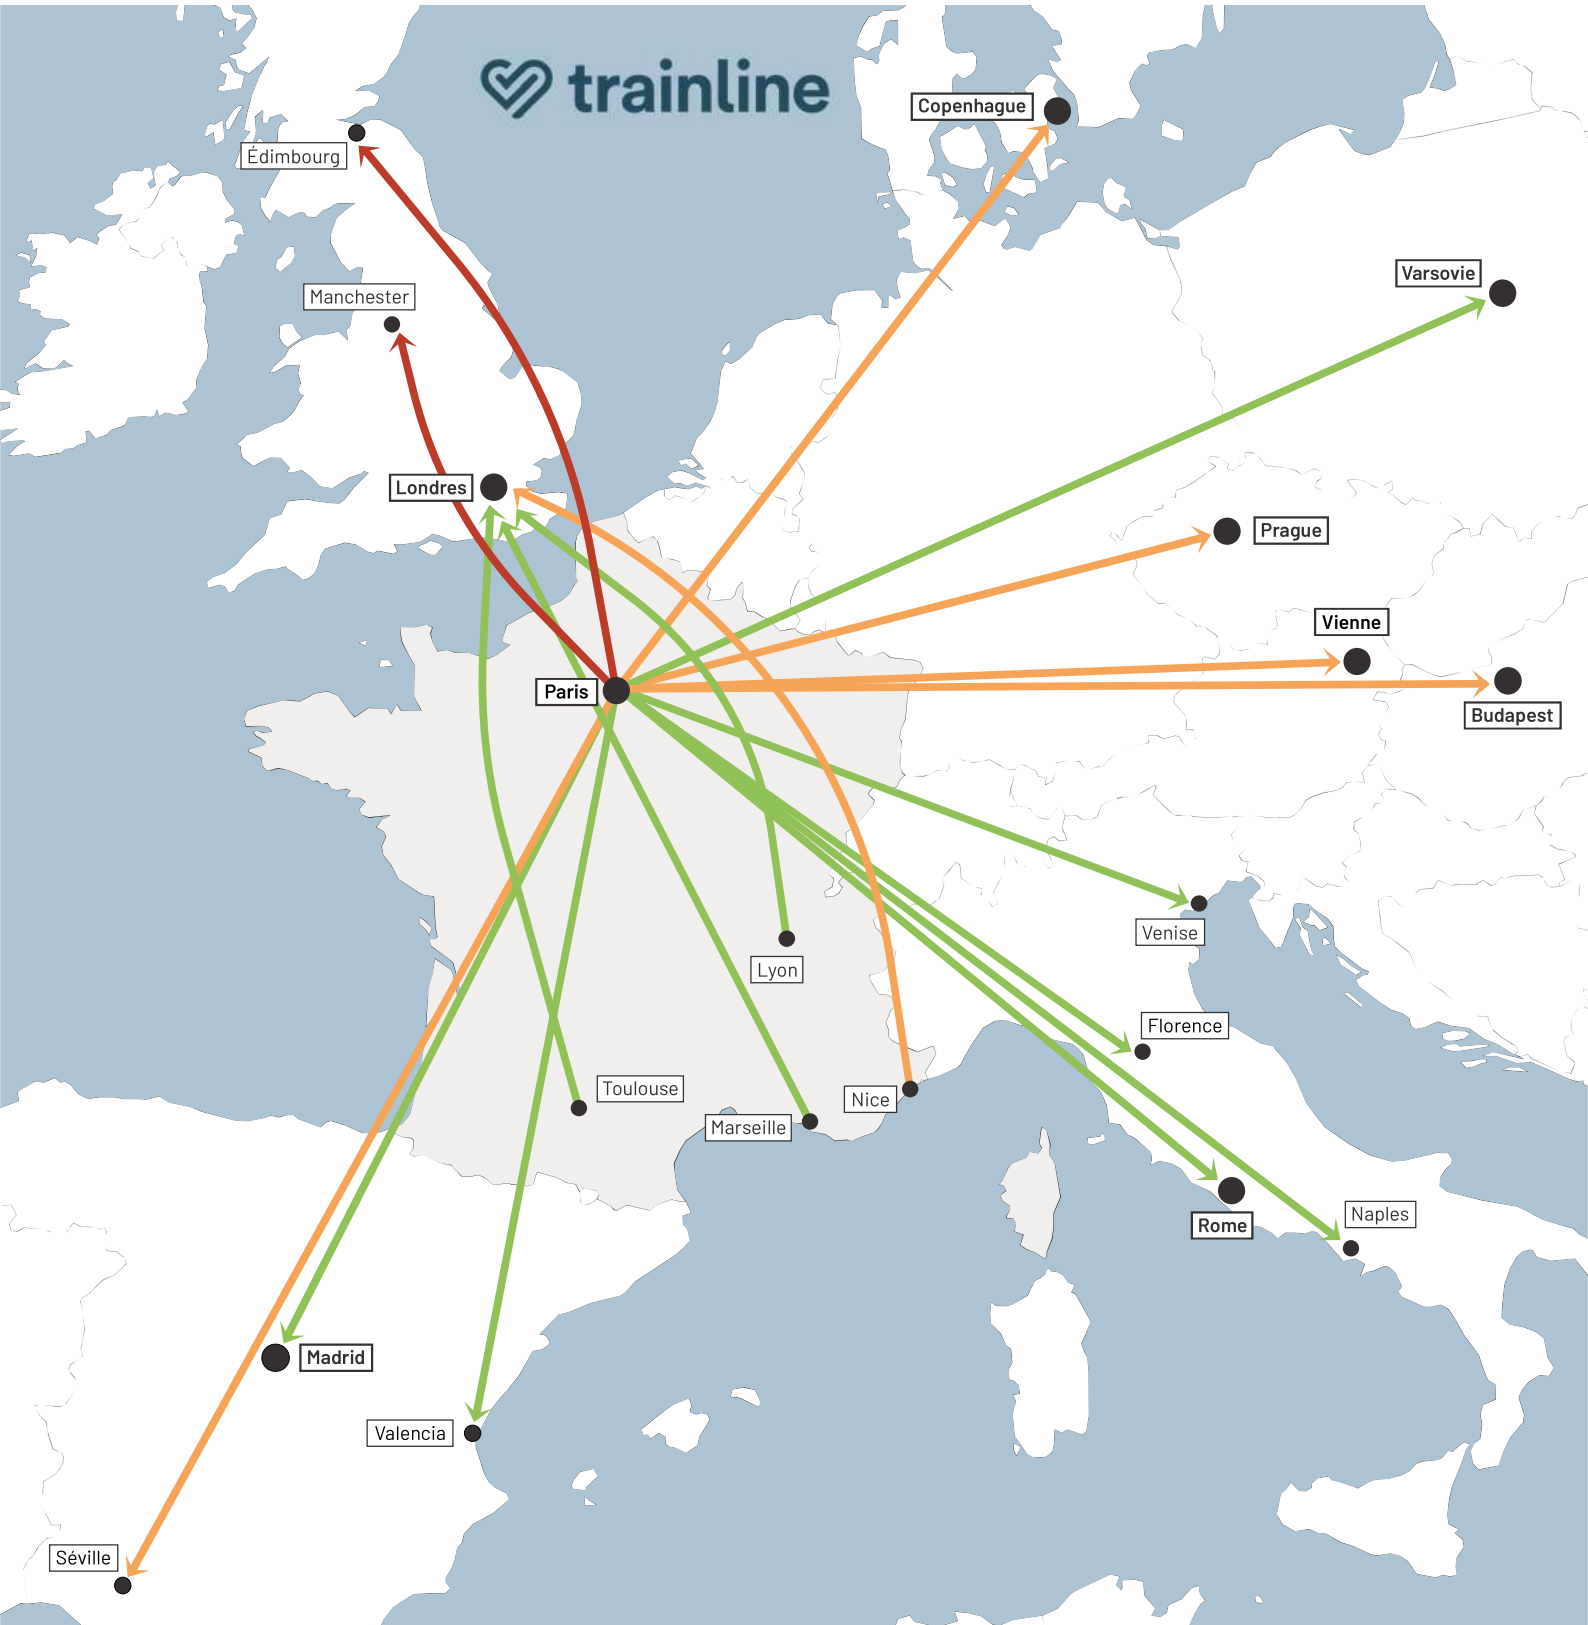 trainline
Copenhague
Édimbourg
Varsovie
Manchester
Londres
Prague
Vienne
Paris
Budapest
Venise
Lyon
Florence
Toulouse
Nice
Marseille
Naples
Rome
Madrid
Valencia
Séville